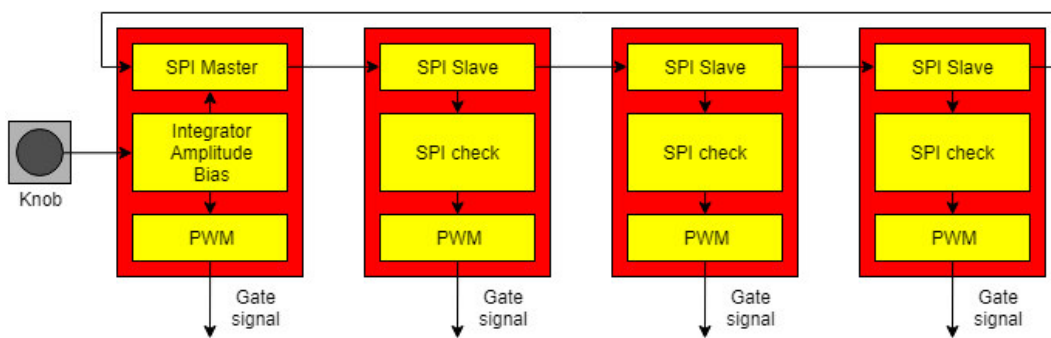 SPI Master
SPI Slave
SPI Slave
SPI Slave
Integrator
Amplitude
Bias
SPI check
SPI check
SPI check
Knob
PWM
PWM
PWM
PWM
Gate
signal
Gate
signal
Gate
signal
Gate
signal